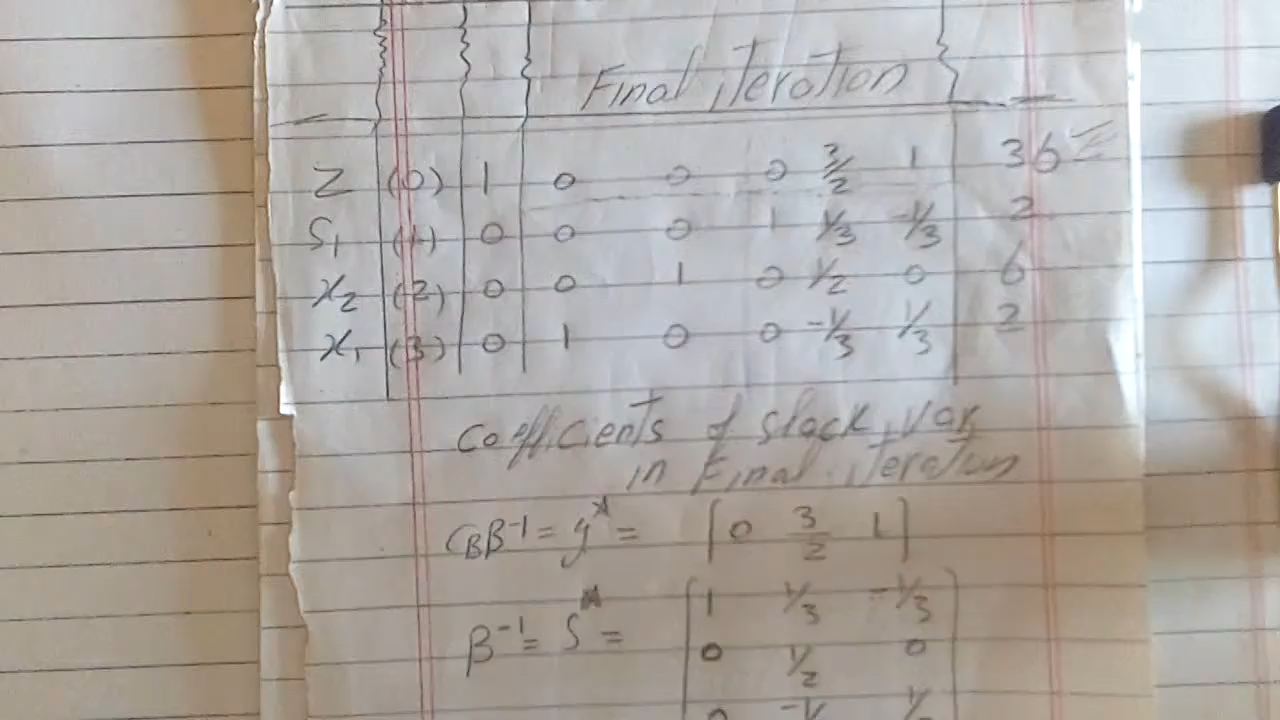 Final iteration
Z (0) 1 0 0 0 3/2 1 36
S1 (1) 0 0 0 1 1/3 -1/3 2
X2 (2) 0 0 1 0 1/2 0 6
X1 (3) 0 1 0 0 -1/3 1/3 2
Coefficients of slack var
in Final iteration
CBB-1 = y* = [0 3/2 1]
B-1 = S* = [1 1/3 -1/3
0 1/2 0